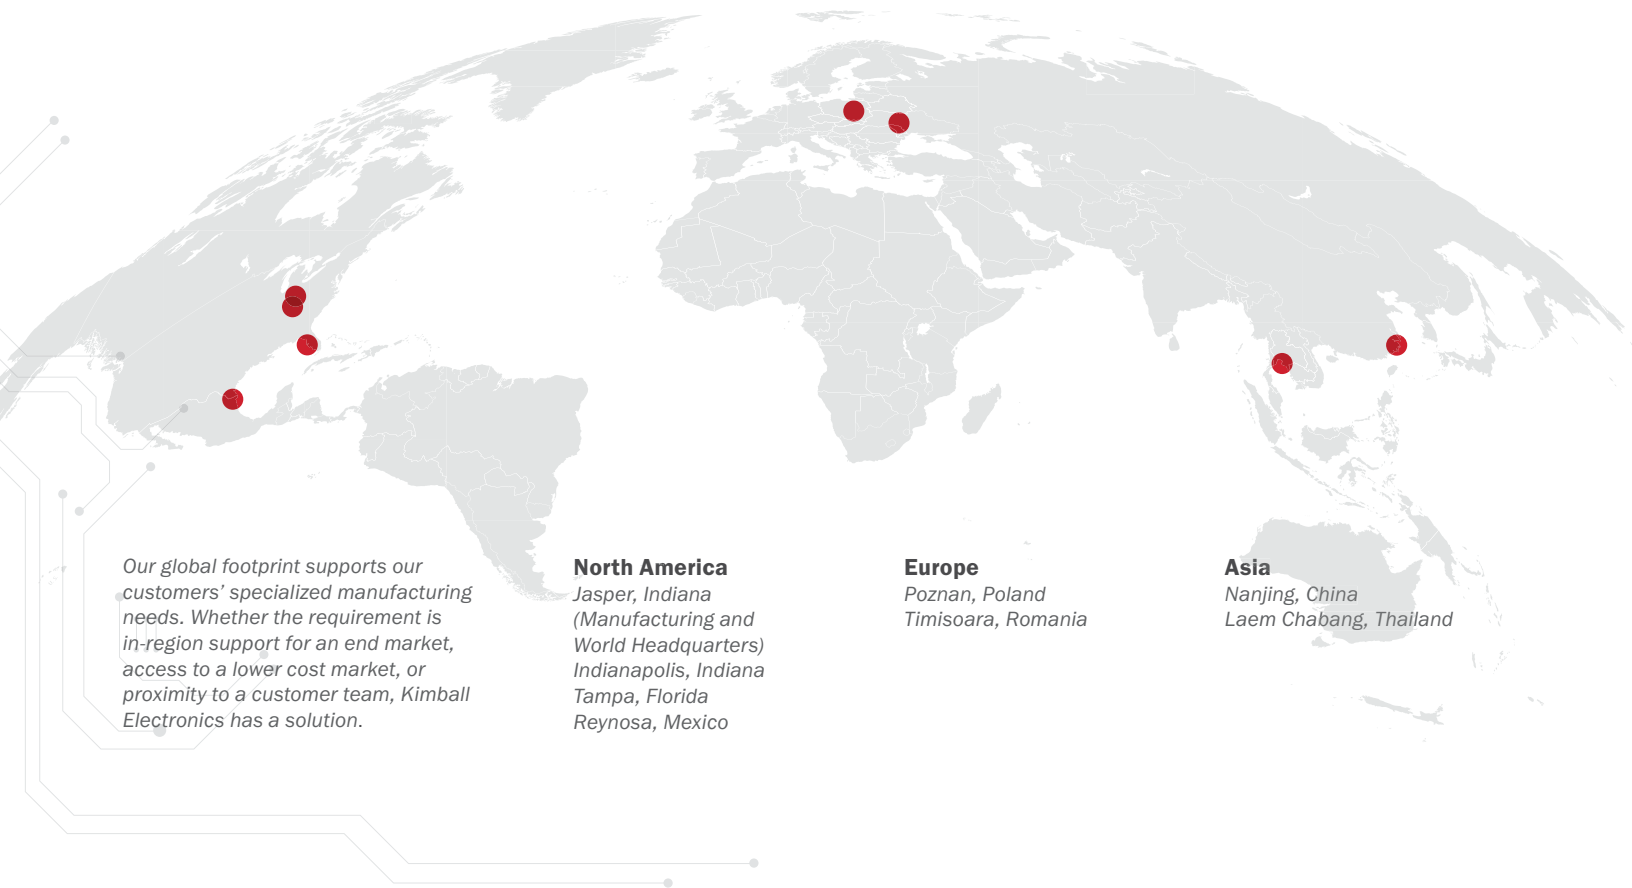 Our global footprint supports our
customers’ specialized manufacturing
needs. Whether the requirement is
in-region support for an end market,
access to a lower cost market, or
proximity to a customer team, Kimball
Electronics has a solution.
North America
Jasper, Indiana
(Manufacturing and
World Headquarters)
Indianapolis, Indiana
Tampa, Florida
Reynosa, Mexico
Europe
Poznan, Poland
Timisoara, Romania
Asia
Nanjing, China
Laem Chabang, Thailand